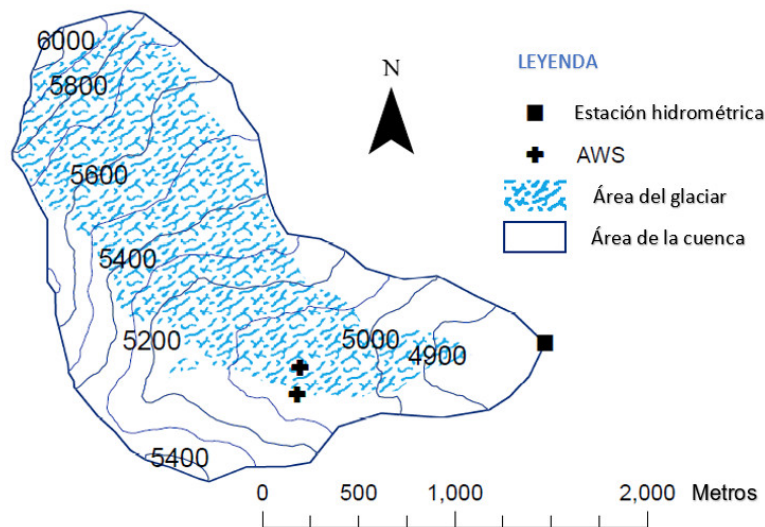 6000
5800
5600
5400
5200
5000
4900
5400
N
LEYENDA
Estación hidrométrica
AWS
Área del glaciar
Área de la cuenca
0 500 1,000 2,000 Metros